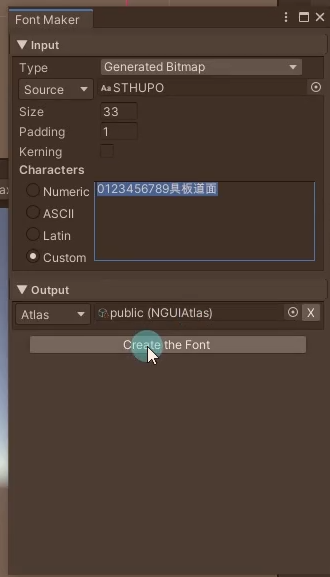 Font Maker
Input
Type Generated Bitmap
Source STHUPO
Size 33
Padding 1
Kerning
Characters
Numeric 0123456789具板道面
ASCII
Latin
Custom
Output
Atlas public (NGUIAtlas) X
Create the Font